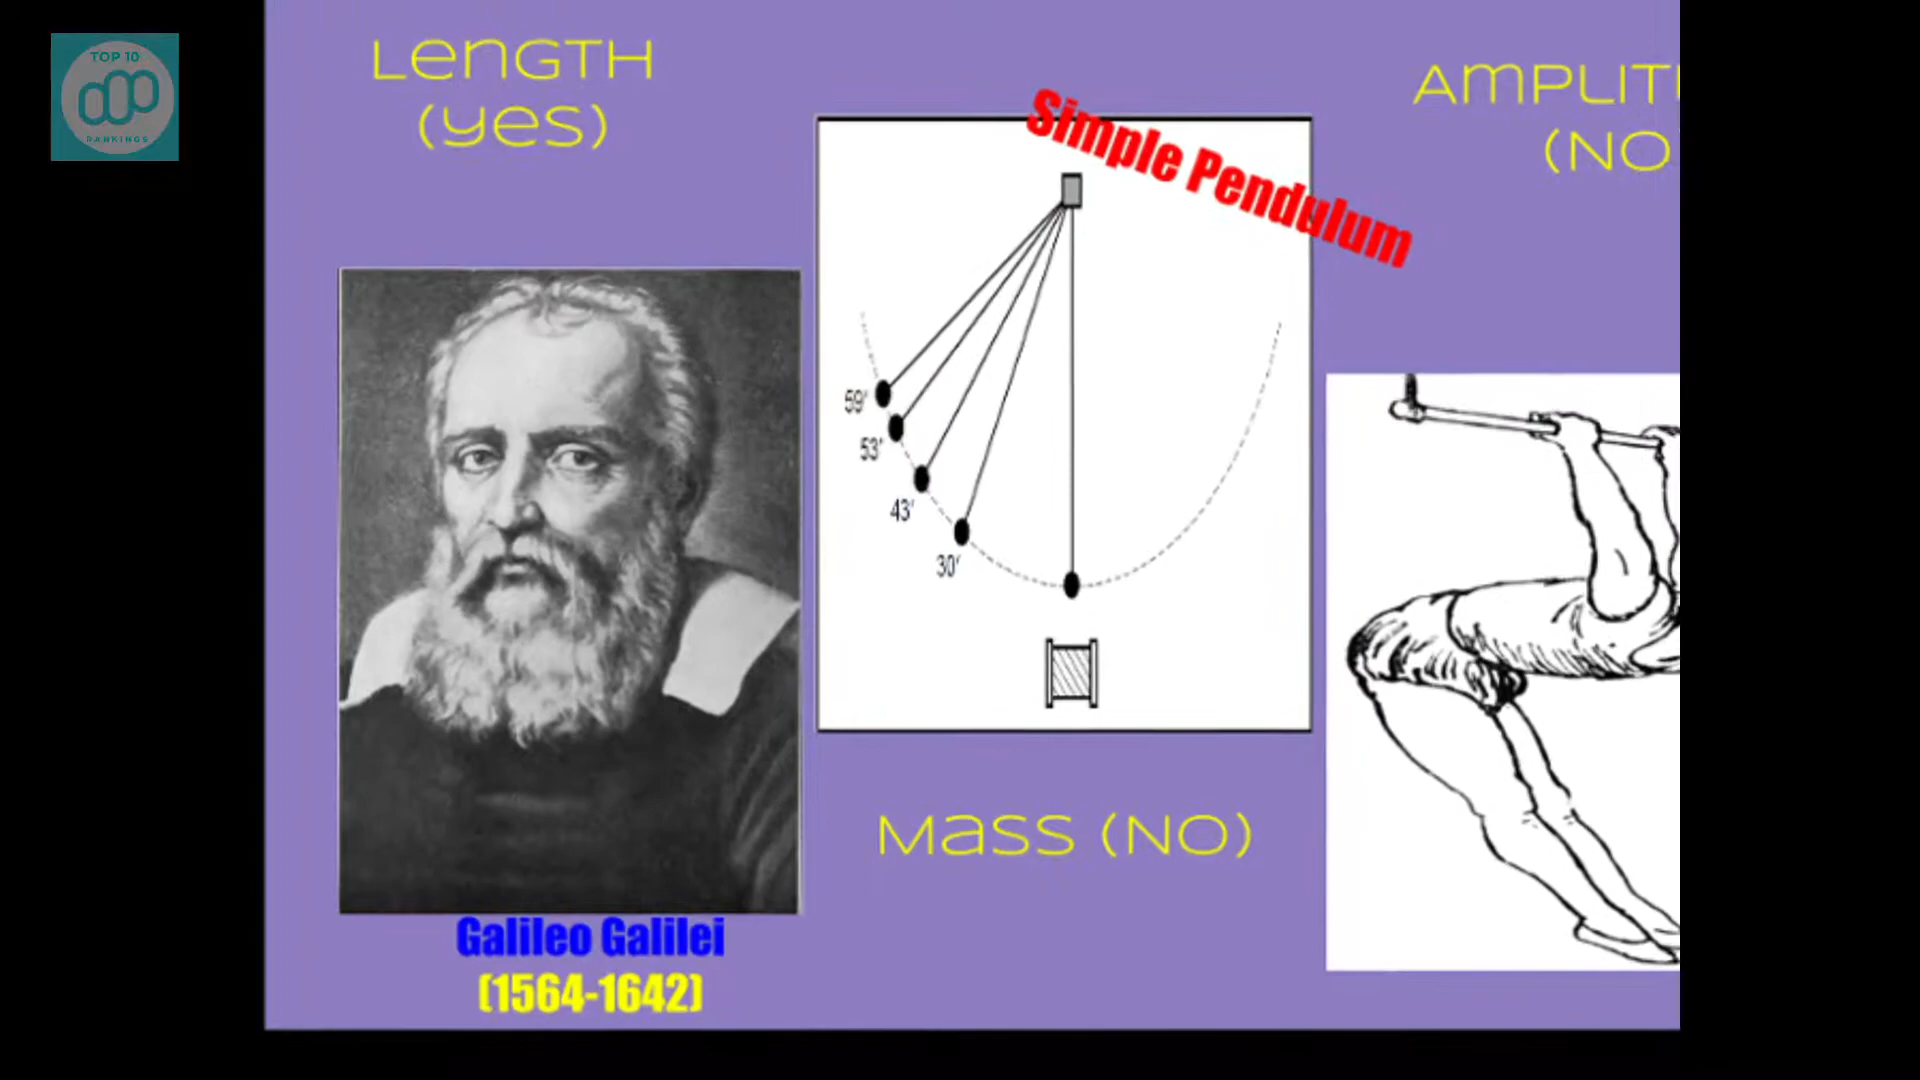 TOP 10
RANKINGS
LENGTH
(yes)
Simple Pendulum
AMPLIT
(NO
59'
53'
43'
30'
Mass (NO)
Galileo Galilei
(1564-1642)